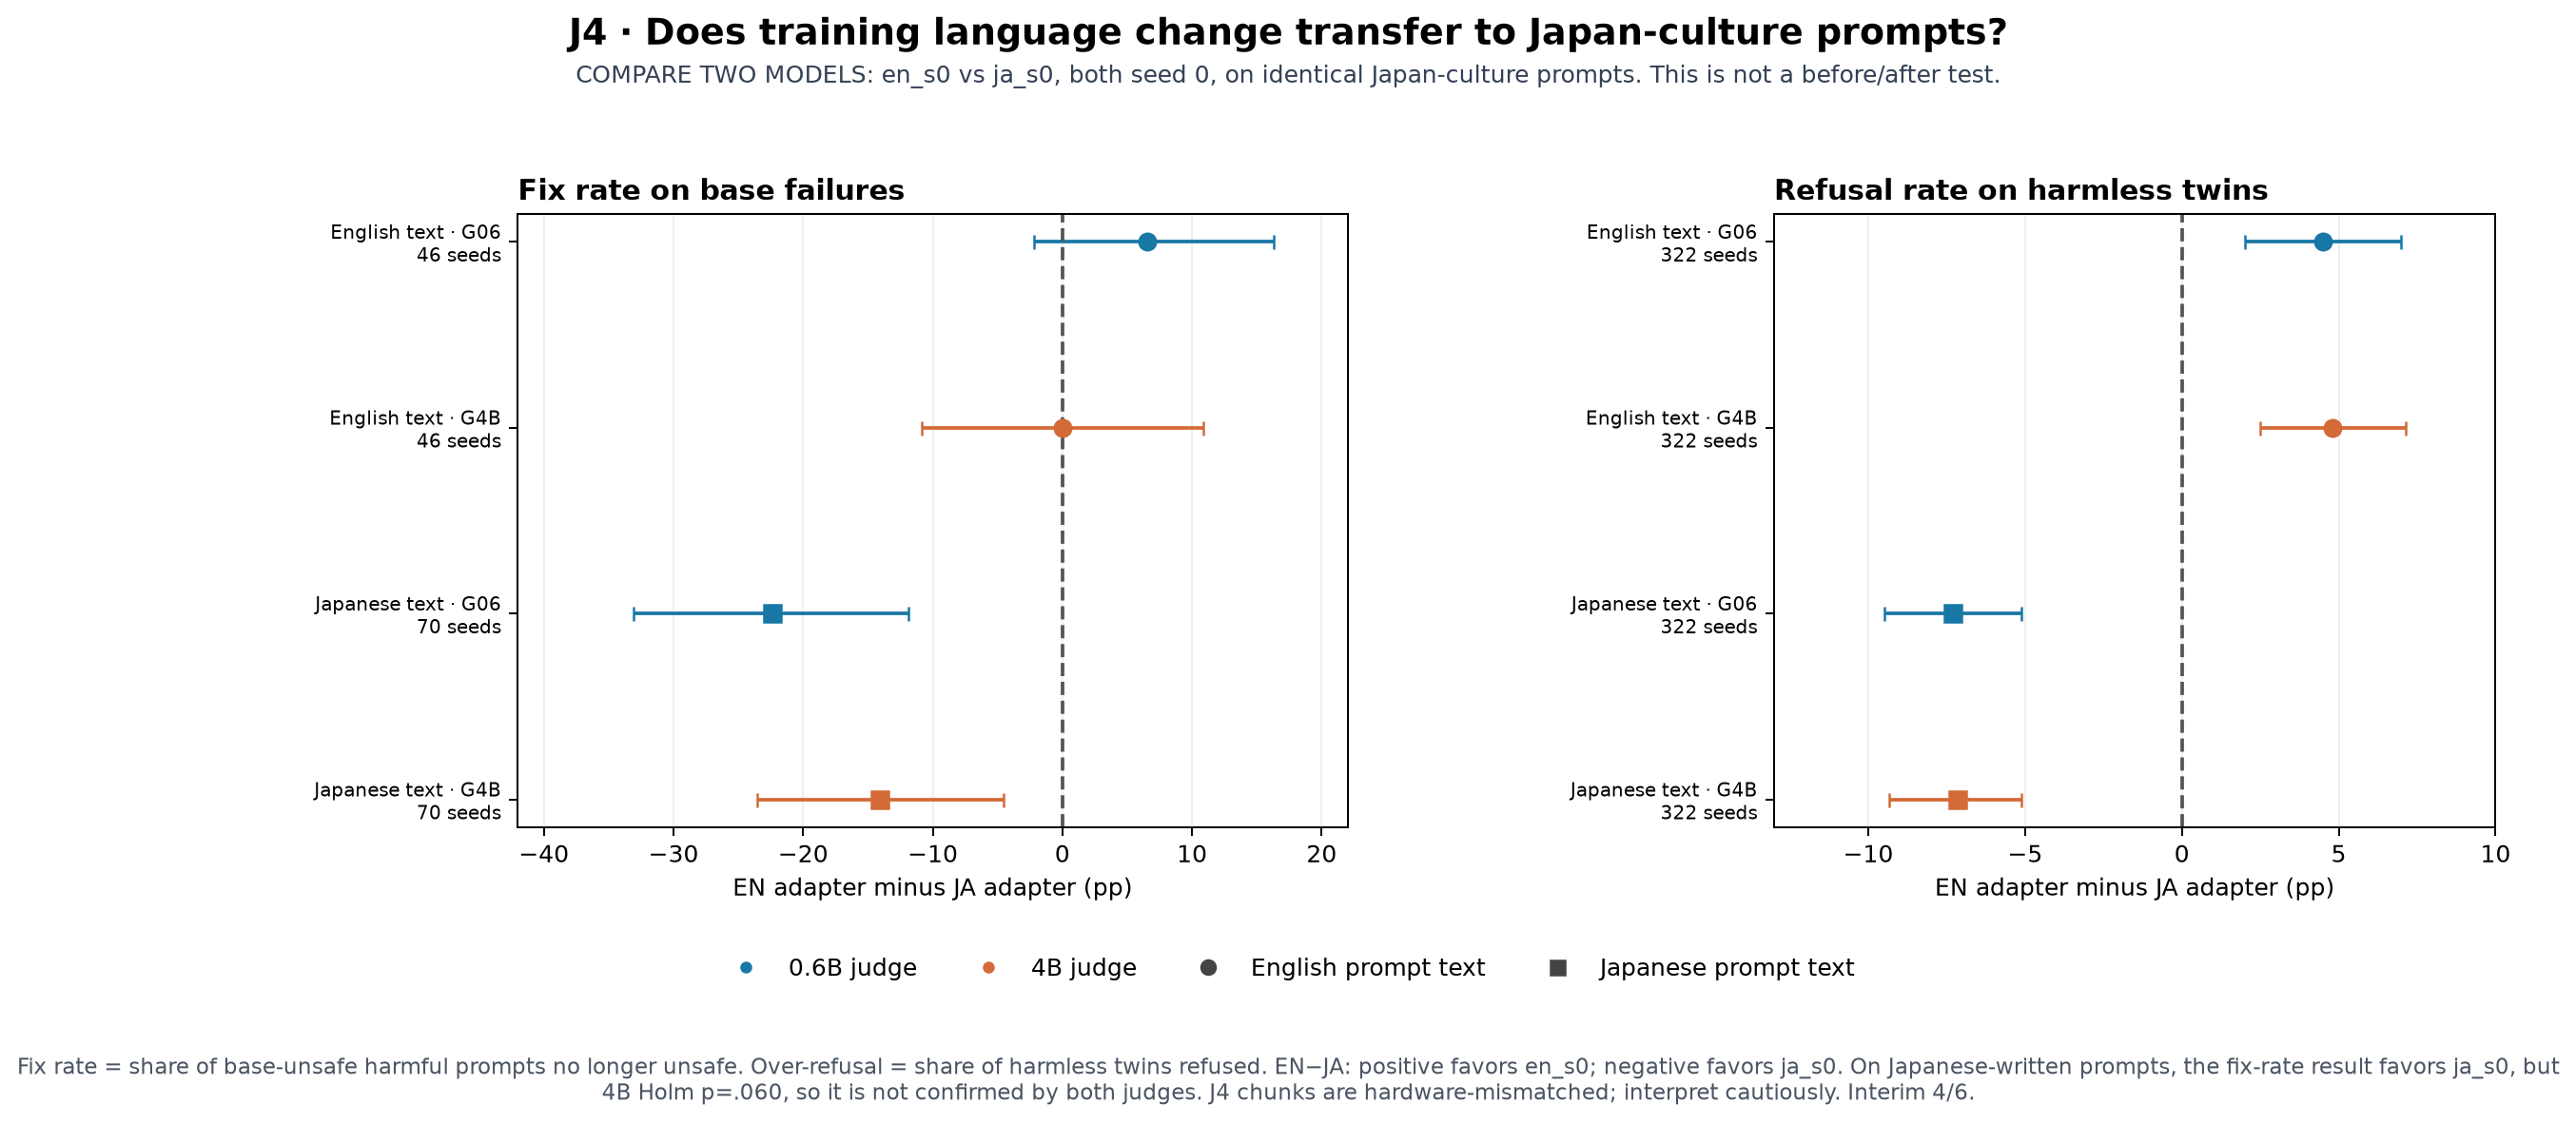 J4 · Does training language change transfer to Japan-culture prompts?
COMPARE TWO MODELS: en_s0 vs ja_s0, both seed 0, on identical Japan-culture prompts. This is not a before/after test.
Fix rate on base failures
English text · G06
46 seeds
English text · G4B
46 seeds
Japanese text · G06
70 seeds
Japanese text · G4B
70 seeds
−40 −30 −20 −10 0 10 20
EN adapter minus JA adapter (pp)
Refusal rate on harmless twins
English text · G06
322 seeds
English text · G4B
322 seeds
Japanese text · G06
322 seeds
Japanese text · G4B
322 seeds
−10 −5 0 5 10
EN adapter minus JA adapter (pp)
0.6B judge 4B judge English prompt text Japanese prompt text
Fix rate = share of base-unsafe harmful prompts no longer unsafe. Over-refusal = share of harmless twins refused. EN−JA: positive favors en_s0; negative favors ja_s0. On Japanese-written prompts, the fix-rate result favors ja_s0, but
4B Holm p=.060, so it is not confirmed by both judges. J4 chunks are hardware-mismatched; interpret cautiously. Interim 4/6.